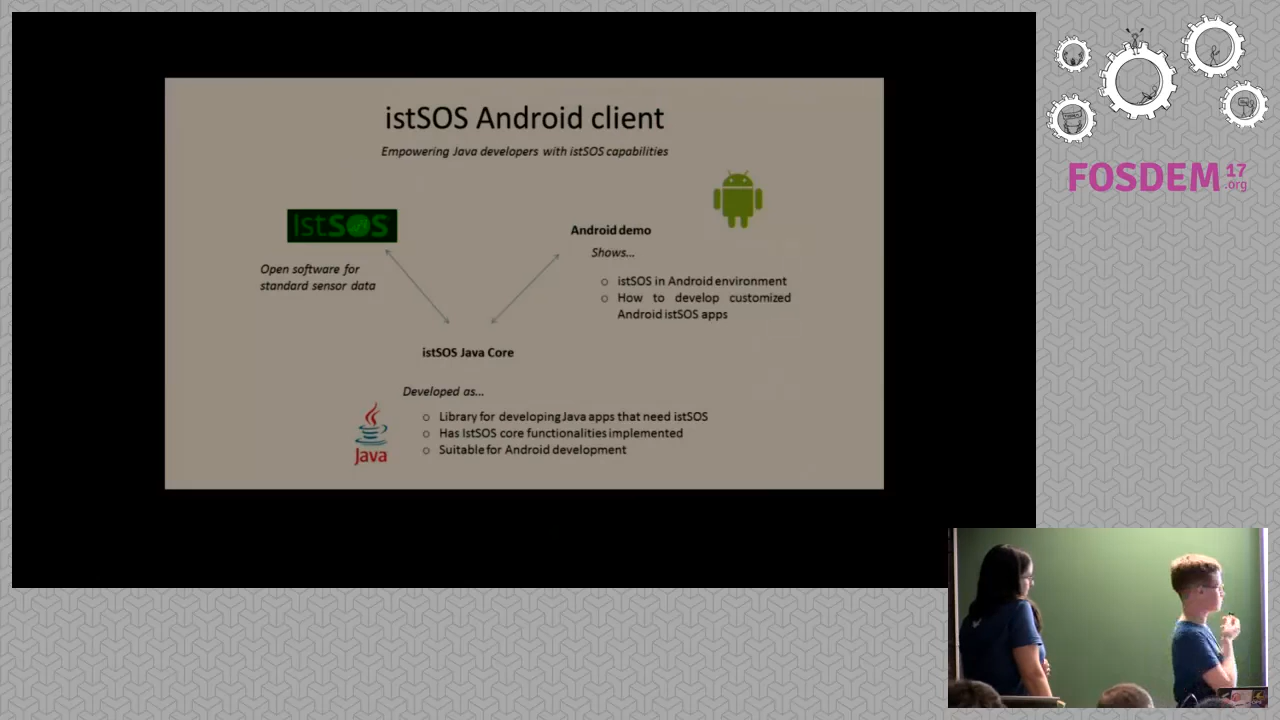 istSOS Android client
Empowering Java developers with istSOS capabilities
IstSOS
Open software for
standard sensor data
Android demo
Shows...
o istSOS in Android environment
o How to develop customized
Android istSOS apps
istSOS Java Core
Developed as...
o Library for developing Java apps that need istSOS
o Has IstSOS core functionalities implemented
o Suitable for Android development
Java
FOSDEM 17
.org